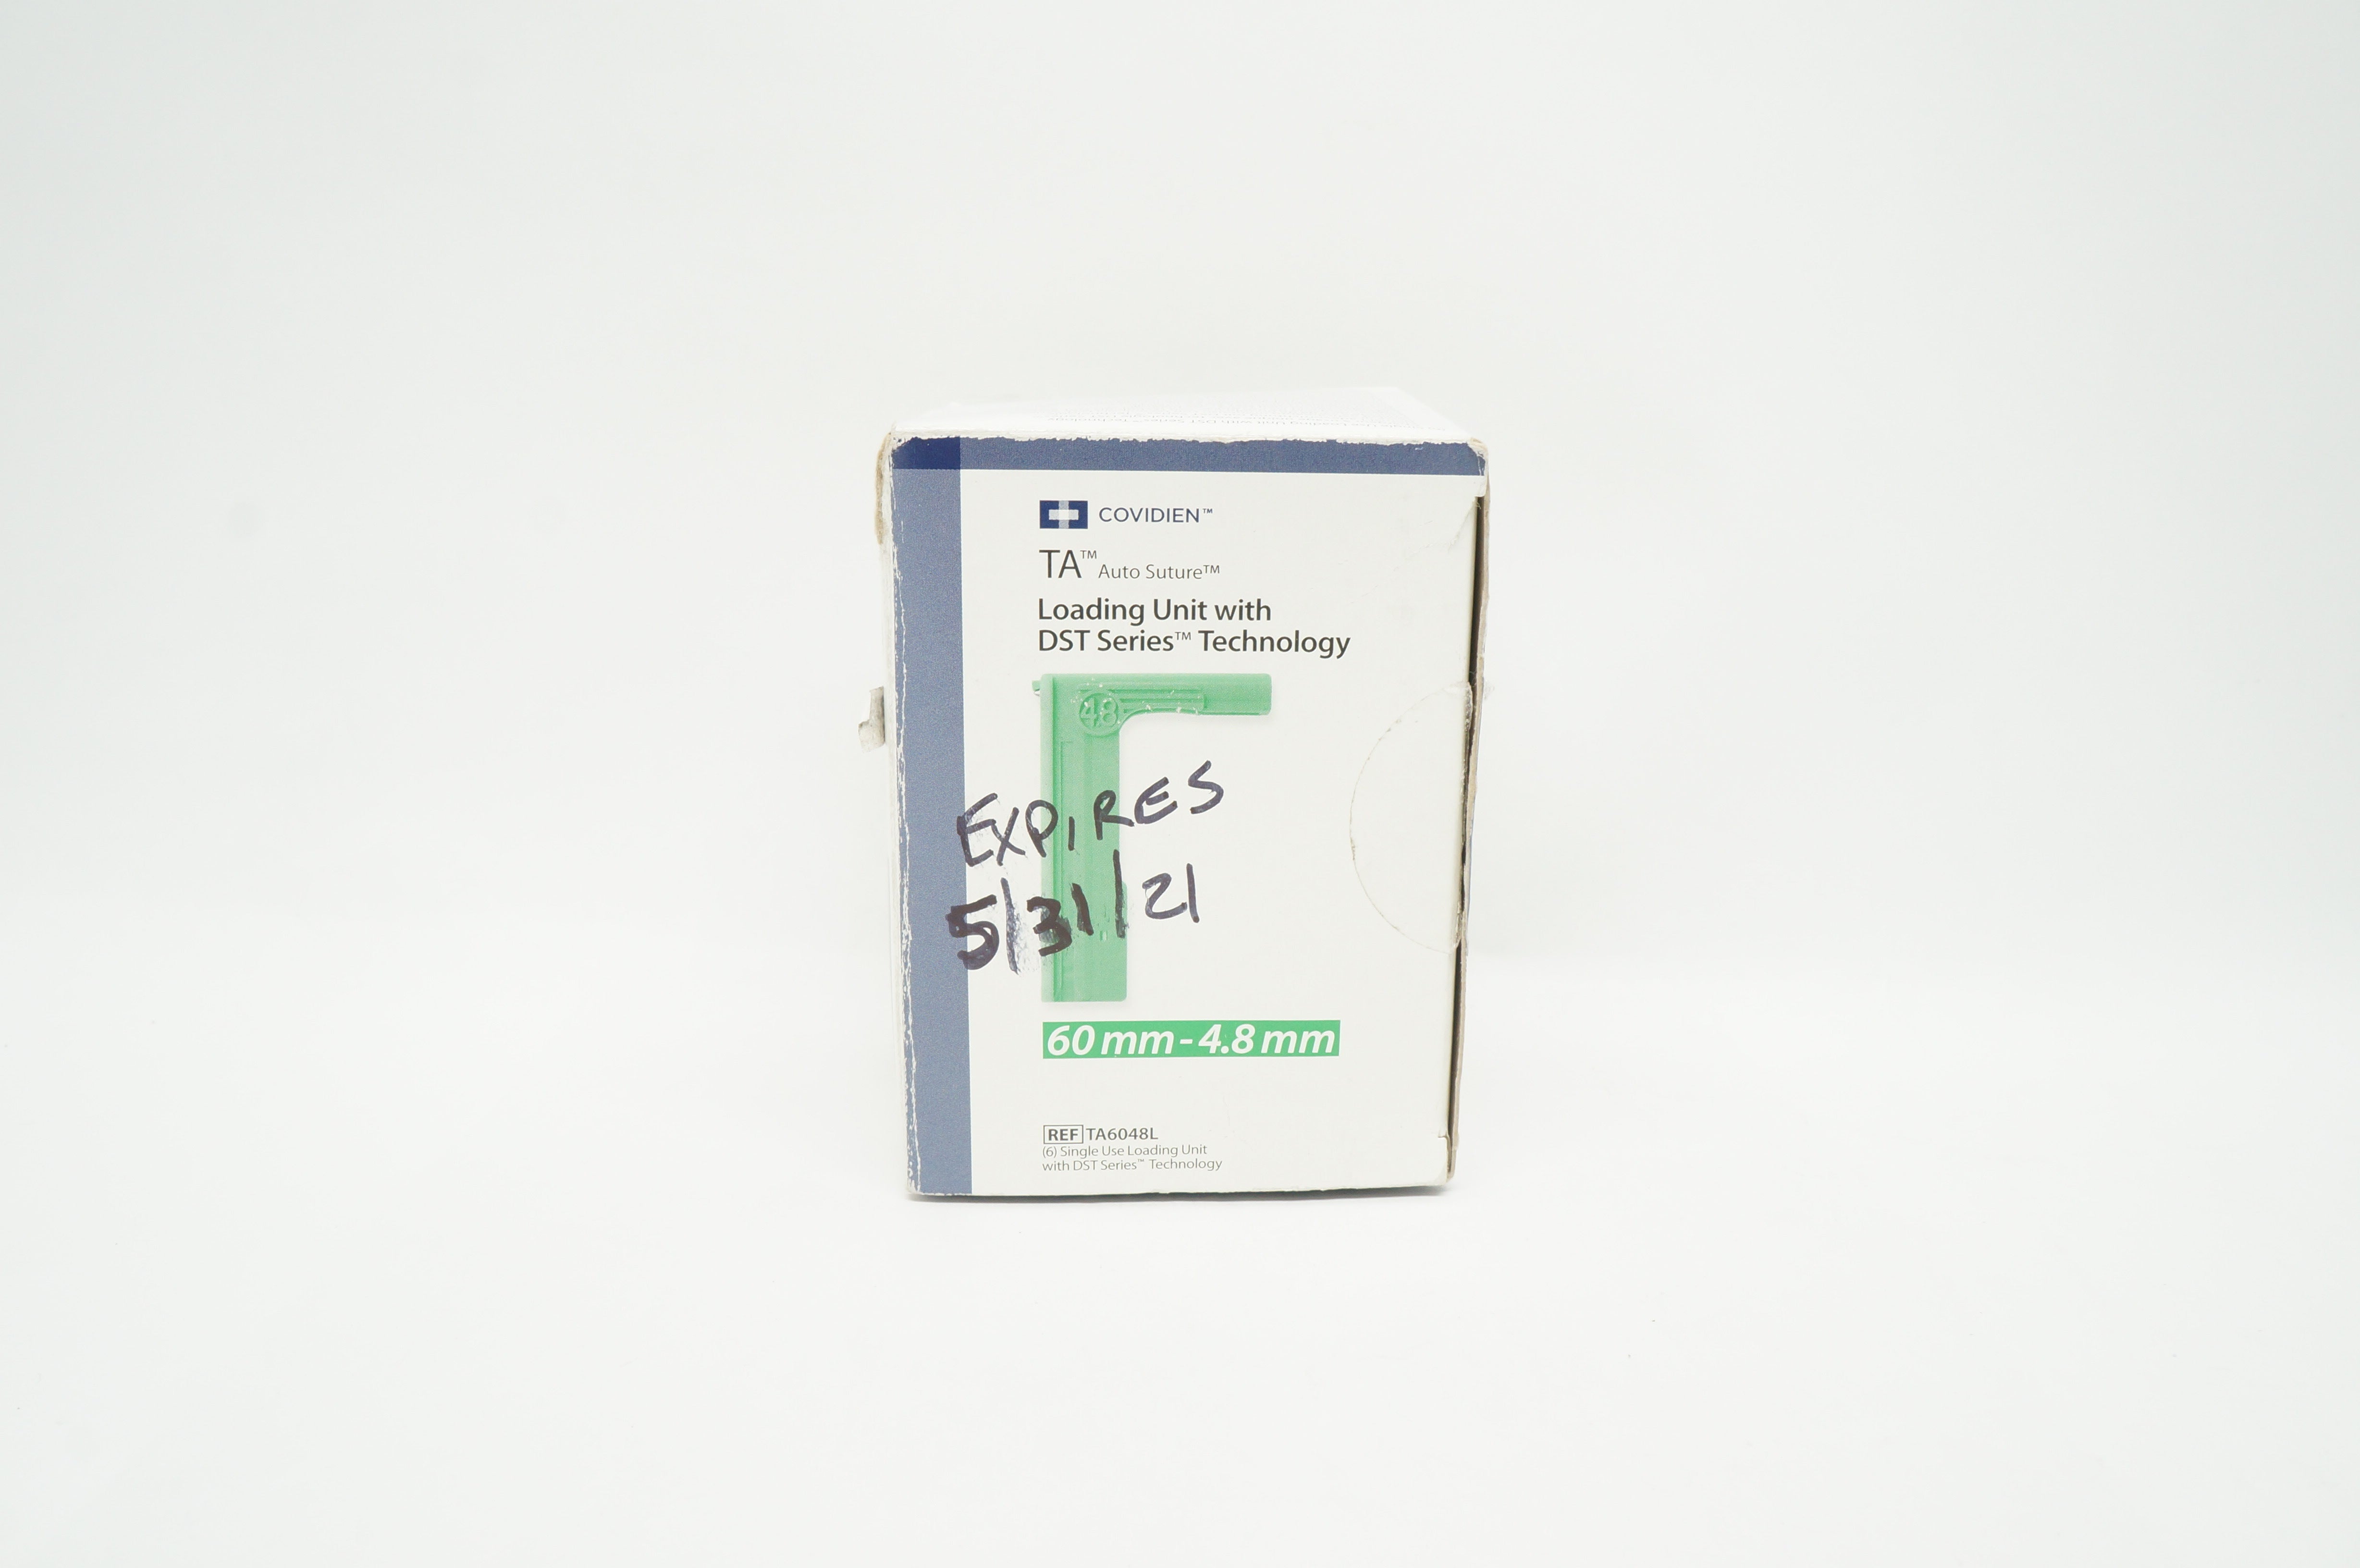 COVIDIEN™
TA™ Auto Suture™
Loading Unit with
DST Series™ Technology
48
EXPIRES
5/31/21
60 mm - 4.8 mm
REF TA6048L
(6) Single Use Loading Unit
with DST Series™ Technology